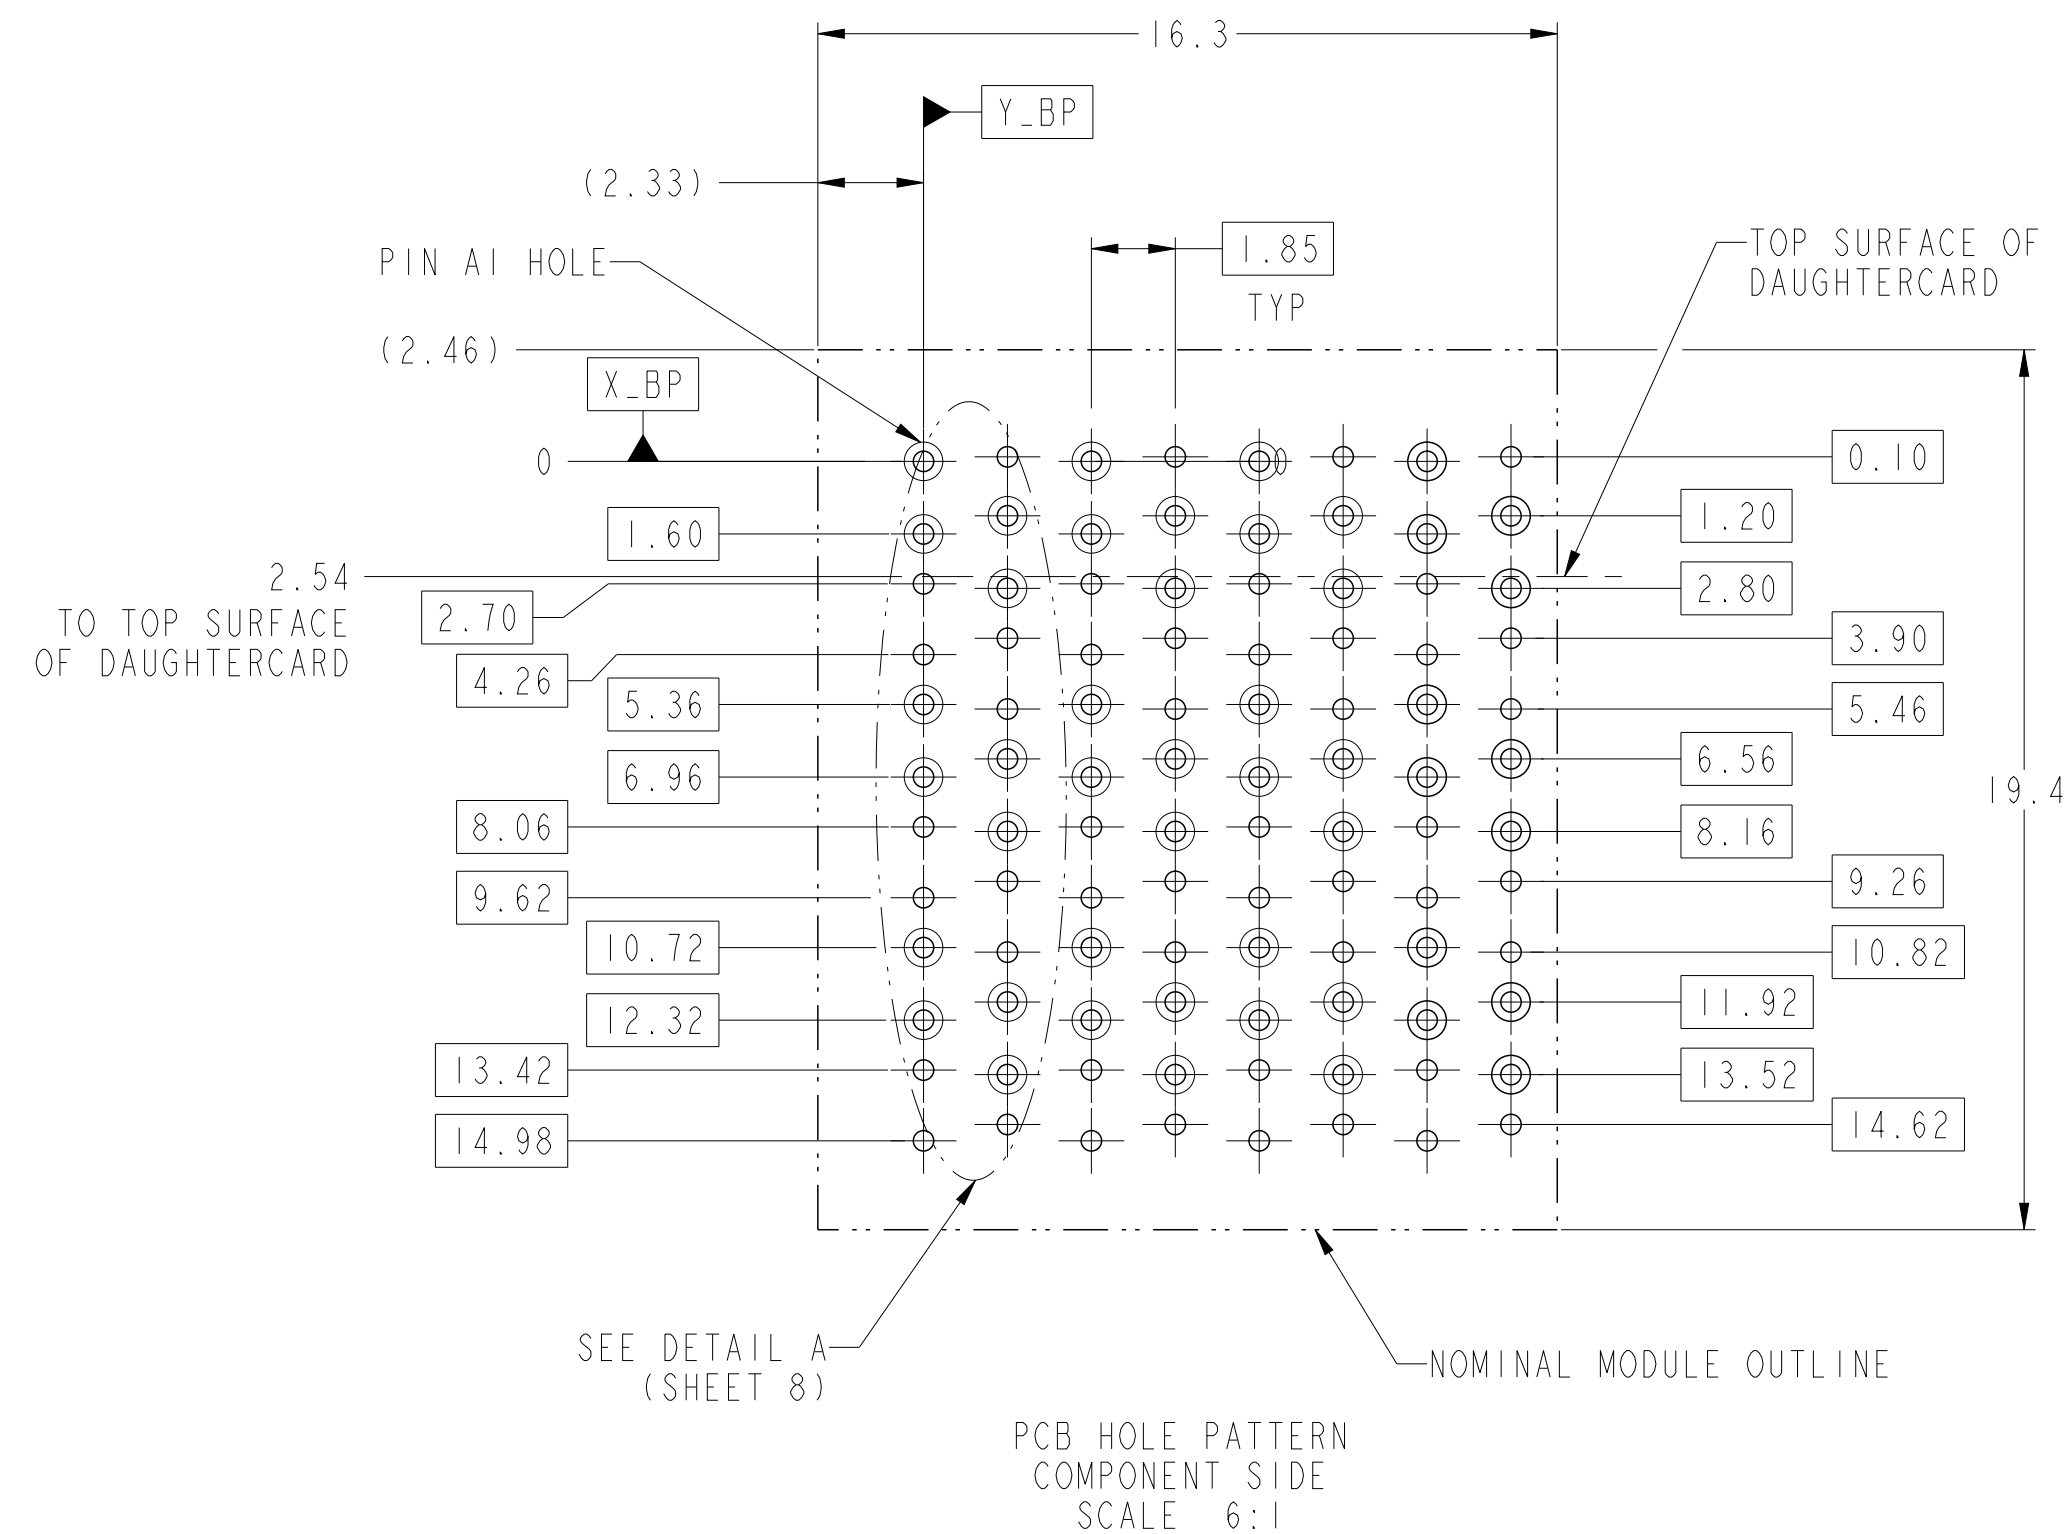 16.3
Y_BP
(2.33)
1.85
TYP
PIN A1 HOLE
TOP SURFACE OF
DAUGHTERCARD
(2.46)
X_BP
0
0
0.10
1.20
1.60
2.54
TO TOP SURFACE
OF DAUGHTERCARD
2.70
2.80
3.90
4.26
5.36
5.46
6.56
6.96
19.4
8.06
8.16
9.26
9.62
10.72
10.82
11.92
12.32
13.42
13.52
14.62
14.98
SEE DETAIL A
(SHEET 8)
NOMINAL MODULE OUTLINE
PCB HOLE PATTERN
COMPONENT SIDE
SCALE 6:1